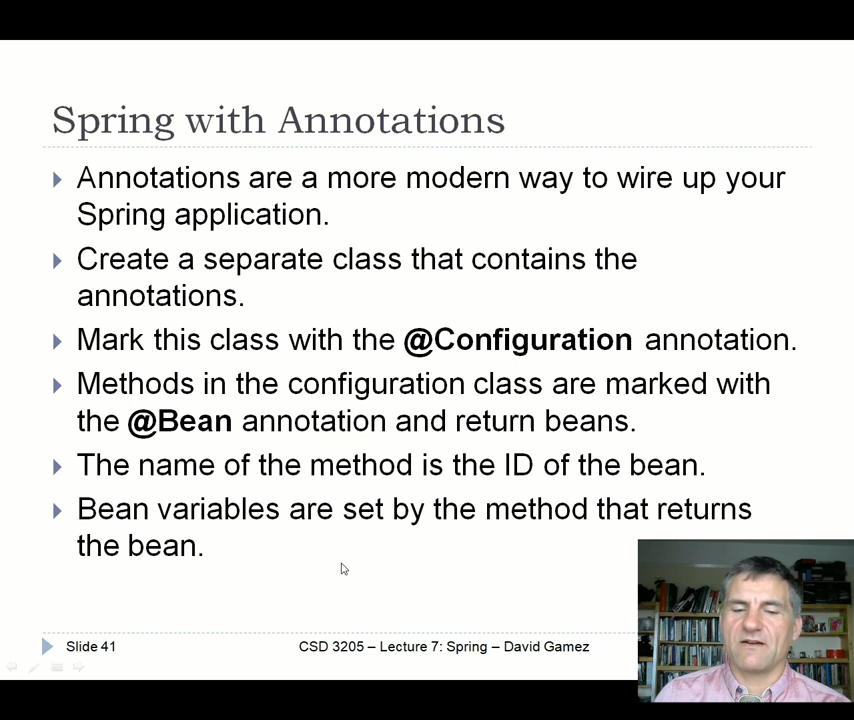 Spring with Annotations
Annotations are a more modern way to wire up your
Spring application.
Create a separate class that contains the
annotations.
Mark this class with the @Configuration annotation.
Methods in the configuration class are marked with
the @Bean annotation and return beans.
The name of the method is the ID of the bean.
Bean variables are set by the method that returns
the bean.
Slide 41
CSD 3205 – Lecture 7: Spring – David Gamez